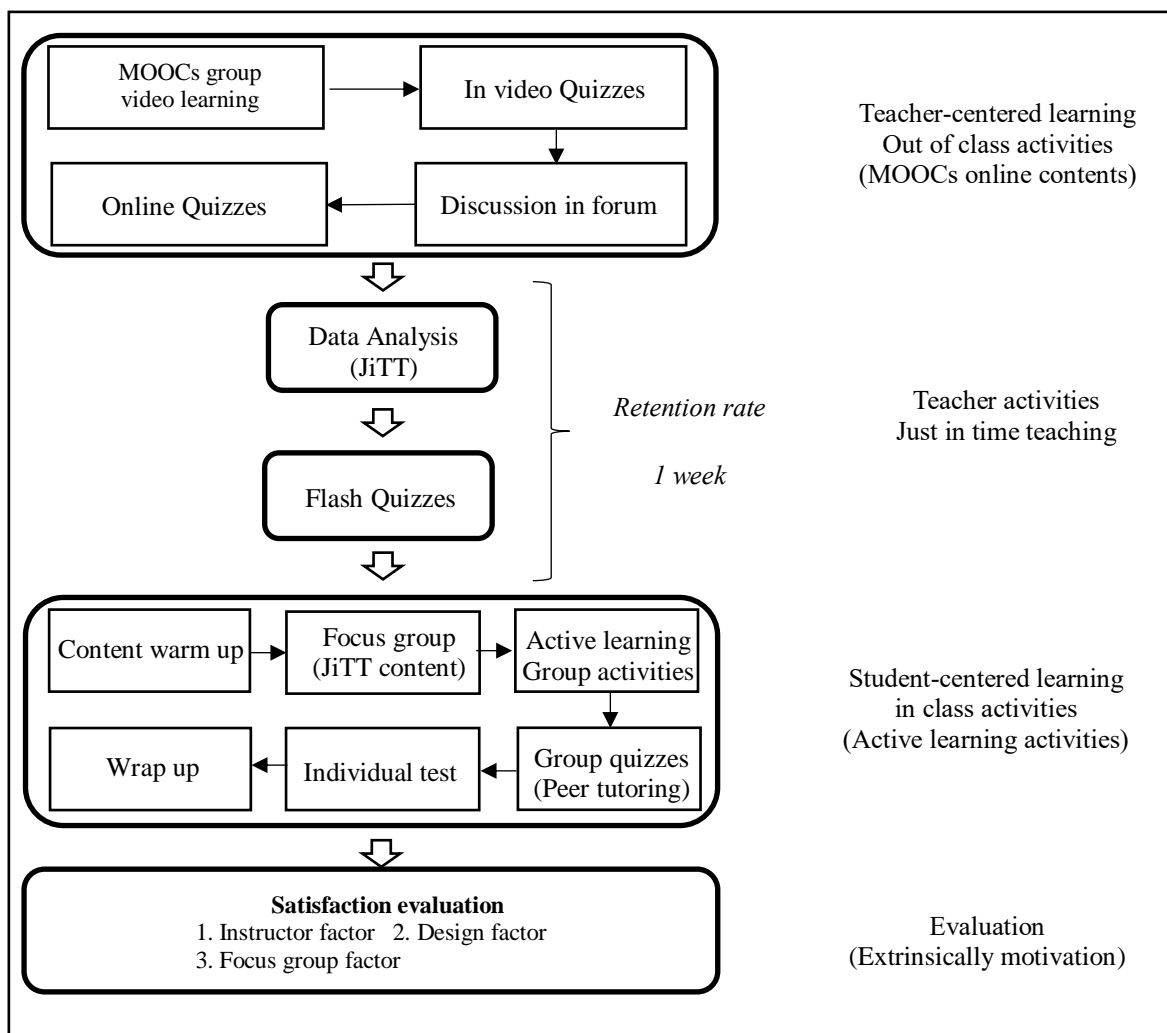 MOOCs group
video learning
In video Quizzes
Online Quizzes
Discussion in forum
Teacher-centered learning
Out of class activities
(MOOCs online contents)
Data Analysis
(JiTT)
Flash Quizzes
Retention rate
1 week
Teacher activities
Just in time teaching
Content warm up
Focus group
(JiTT content)
Active learning
Group activities
Wrap up
Individual test
Group quizzes
(Peer tutoring)
Student-centered learning
in class activities
(Active learning activities)
Satisfaction evaluation
1. Instructor factor 2. Design factor
3. Focus group factor
Evaluation
(Extrinsically motivation)